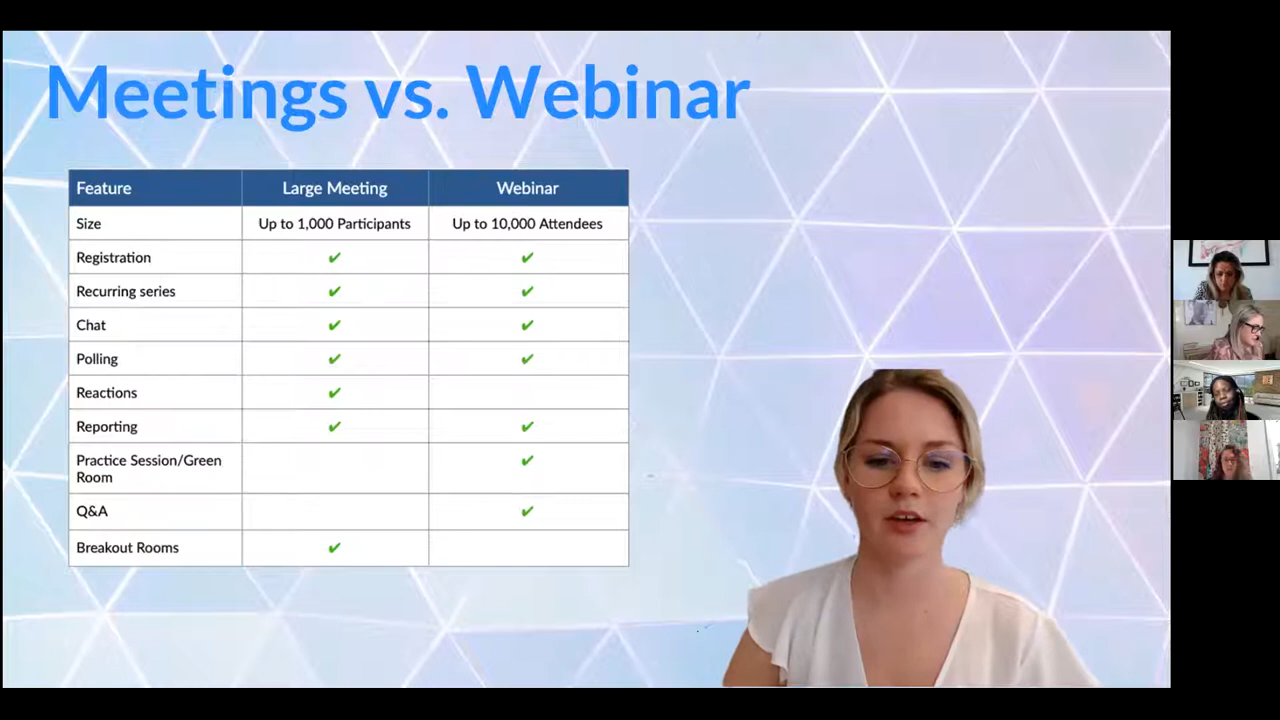 Meetings vs. Webinar
Feature Large Meeting Webinar
Size Up to 1,000 Participants Up to 10,000 Attendees
Registration ✔ ✔
Recurring series ✔ ✔
Chat ✔ ✔
Polling ✔ ✔
Reactions ✔
Reporting ✔ ✔
Practice Session/Green ✔
Room
Q&A ✔
Breakout Rooms ✔